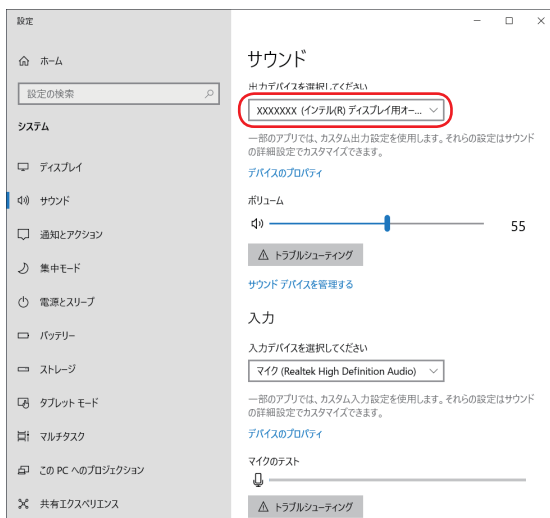 設定
ホーム
設定の検索
システム
ディスプレイ
サウンド
通知とアクション
集中モード
電源とスリープ
バッテリー
ストレージ
タブレット モード
マルチタスク
この PC へのプロジェクション
共有エクスペリエンス
サウンド
出力デバイスを選択してください
XXXXXXX (インテル(R) ディスプレイ用オー...
一部のアプリでは、カスタム出力設定を使用します。それらの設定はサウンド
の詳細設定でカスタマイズできます。
デバイスのプロパティ
ボリューム
55
トラブルシューティング
サウンド デバイスを管理する
入力
入力デバイスを選択してください
マイク (Realtek High Definition Audio)
一部のアプリでは、カスタム入力設定を使用します。それらの設定はサウンド
の詳細設定でカスタマイズできます。
デバイスのプロパティ
マイクのテスト
トラブルシューティング